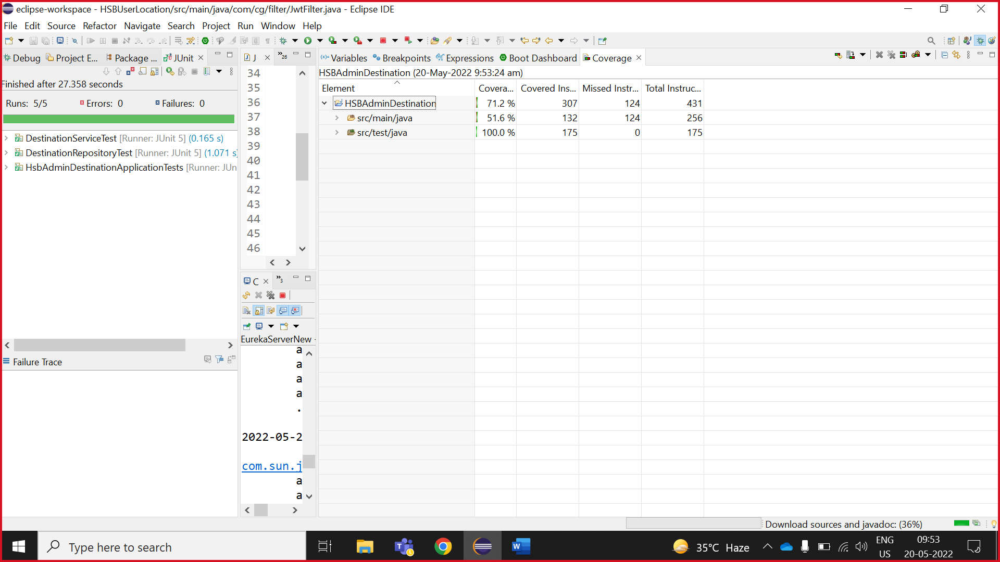 eclipse-workspace - HSBUserLocation/src/main/java/com/cg/filter/JwtFilter.java - Eclipse IDE
File Edit Source Refactor Navigate Search Project Run Window Help
Debug Project E... Package ... JUnit
J »26
Variables Breakpoints Expressions Boot Dashboard Coverage
Finished after 27.358 seconds
Runs: 5/5 Errors: 0 Failures: 0
DestinationServiceTest [Runner: JUnit 5] (0.165 s)
DestinationRepositoryTest [Runner: JUnit 5] (1.071 s)
HsbAdminDestinationApplicationTests [Runner: JUn
Failure Trace
34
35
36
37
38
39
40
41
42
43
44
45
46
C »3
EurekaServerNew -
a
a
a
a
.
2022-05-2
com.sun.j
a
a
HSBAdminDestination (20-May-2022 9:53:24 am)
Element Covera... Covered Ins... Missed Instr... Total Instruc...
HSBAdminDestination 71.2 % 307 124 431
src/main/java 51.6 % 132 124 256
src/test/java 100.0 % 175 0 175
Download sources and javadoc: (36%)
Type here to search
35°C Haze
ENG
US
09:53
20-05-2022